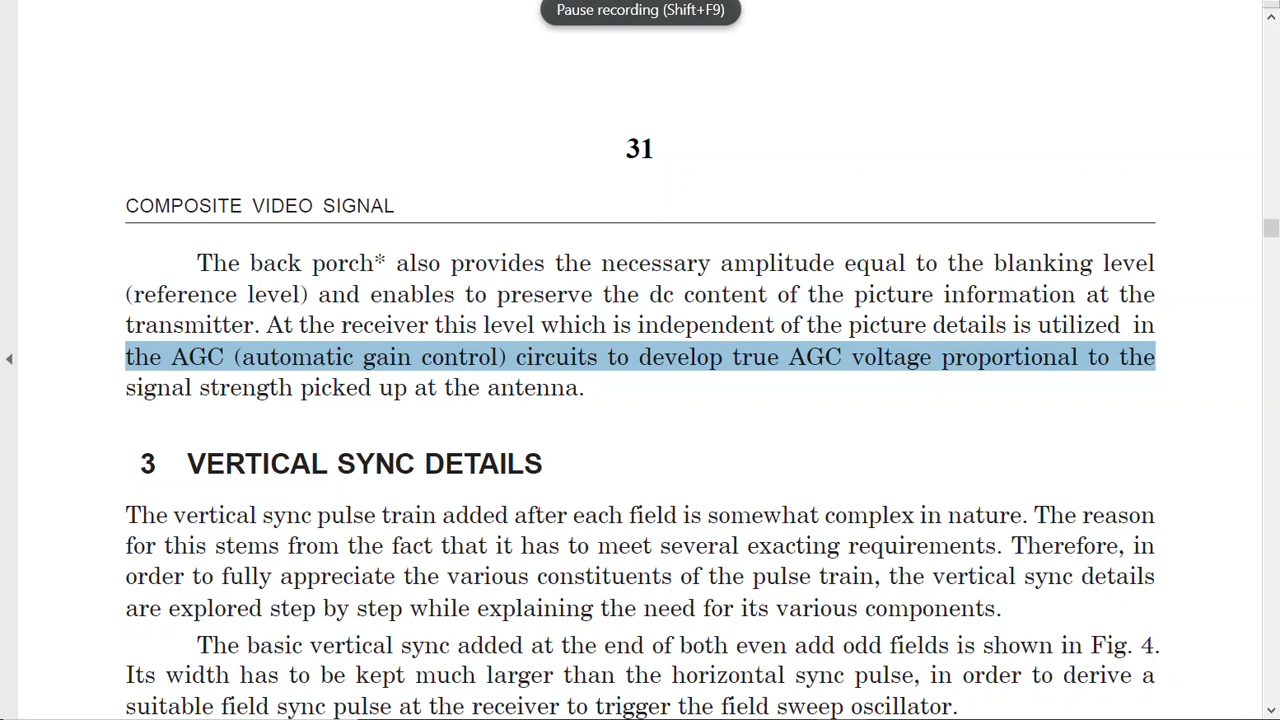 Pause recording (Shift+F9)
31
COMPOSITE VIDEO SIGNAL
The back porch* also provides the necessary amplitude equal to the blanking level
(reference level) and enables to preserve the dc content of the picture information at the
transmitter. At the receiver this level which is independent of the picture details is utilized in
the AGC (automatic gain control) circuits to develop true AGC voltage proportional to the
signal strength picked up at the antenna.
3 VERTICAL SYNC DETAILS
The vertical sync pulse train added after each field is somewhat complex in nature. The reason
for this stems from the fact that it has to meet several exacting requirements. Therefore, in
order to fully appreciate the various constituents of the pulse train, the vertical sync details
are explored step by step while explaining the need for its various components.
The basic vertical sync added at the end of both even add odd fields is shown in Fig. 4.
Its width has to be kept much larger than the horizontal sync pulse, in order to derive a
suitable field sync pulse at the receiver to trigger the field sweep oscillator.